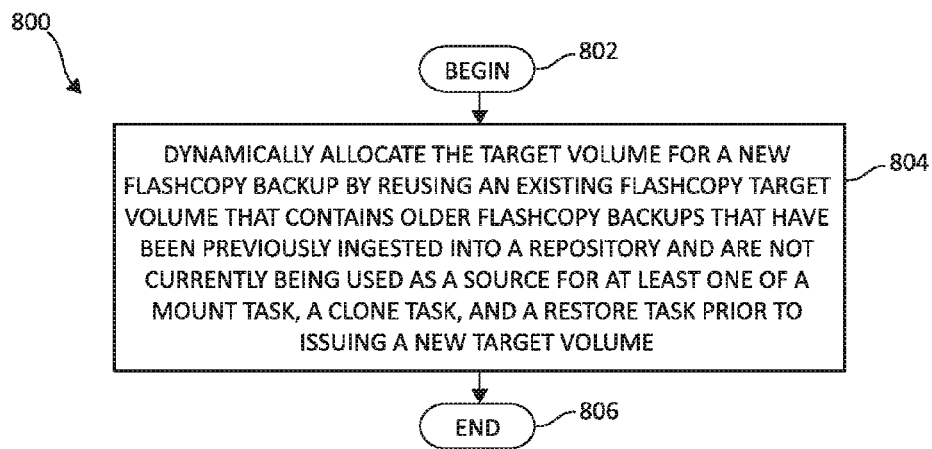 800
802
BEGIN
DYNAMICALLY ALLOCATE THE TARGET VOLUME FOR A NEW
FLASHCOPY BACKUP BY REUSING AN EXISTING FLASHCOPY TARGET
VOLUME THAT CONTAINS OLDER FLASHCOPY BACKUPS THAT HAVE
BEEN PREVIOUSLY INGESTED INTO A REPOSITORY AND ARE NOT
CURRENTLY BEING USED AS A SOURCE FOR AT LEAST ONE OF A
MOUNT TASK, A CLONE TASK, AND A RESTORE TASK PRIOR TO
ISSUING A NEW TARGET VOLUME
804
END
806